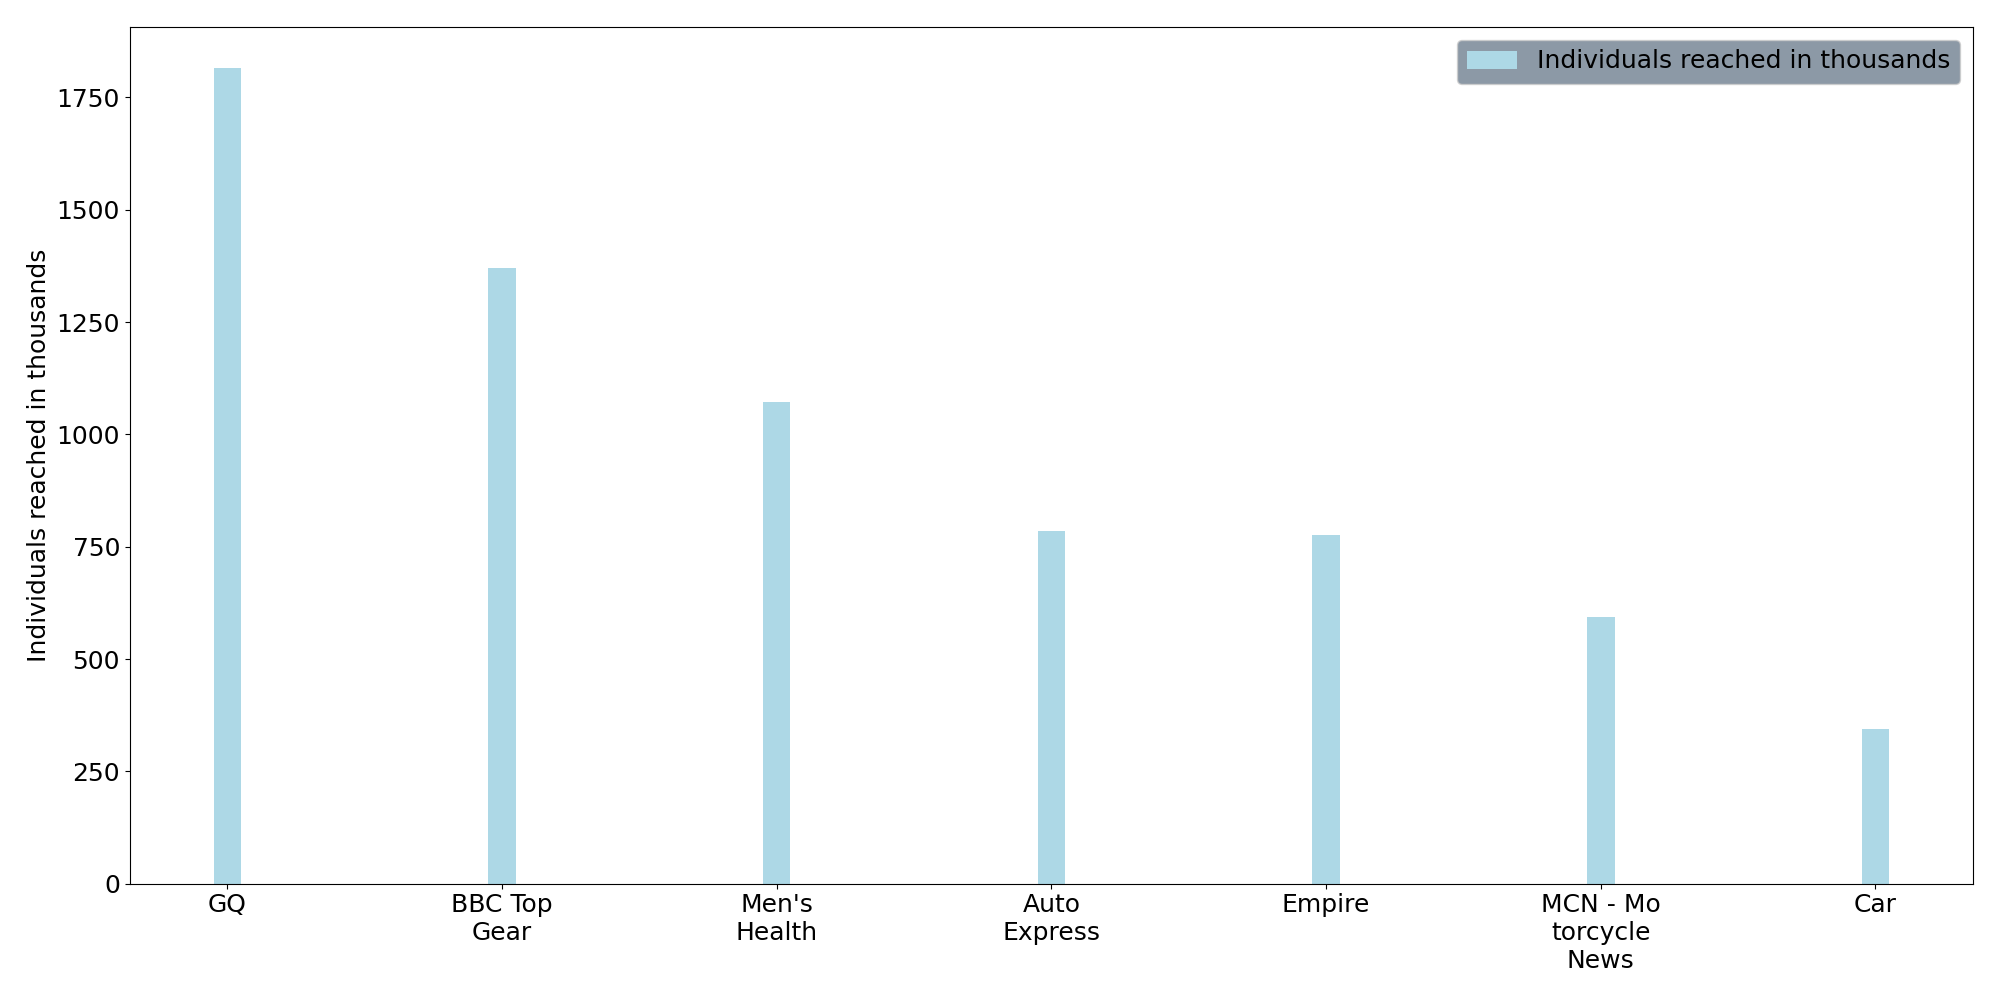 Individuals reached in thousands
Individuals reached in thousands
1750
1500
1250
1000
750
500
250
0
GQ
BBC Top
Gear
Men's
Health
Auto
Express
Empire
MCN - Mo
torcycle
News
Car